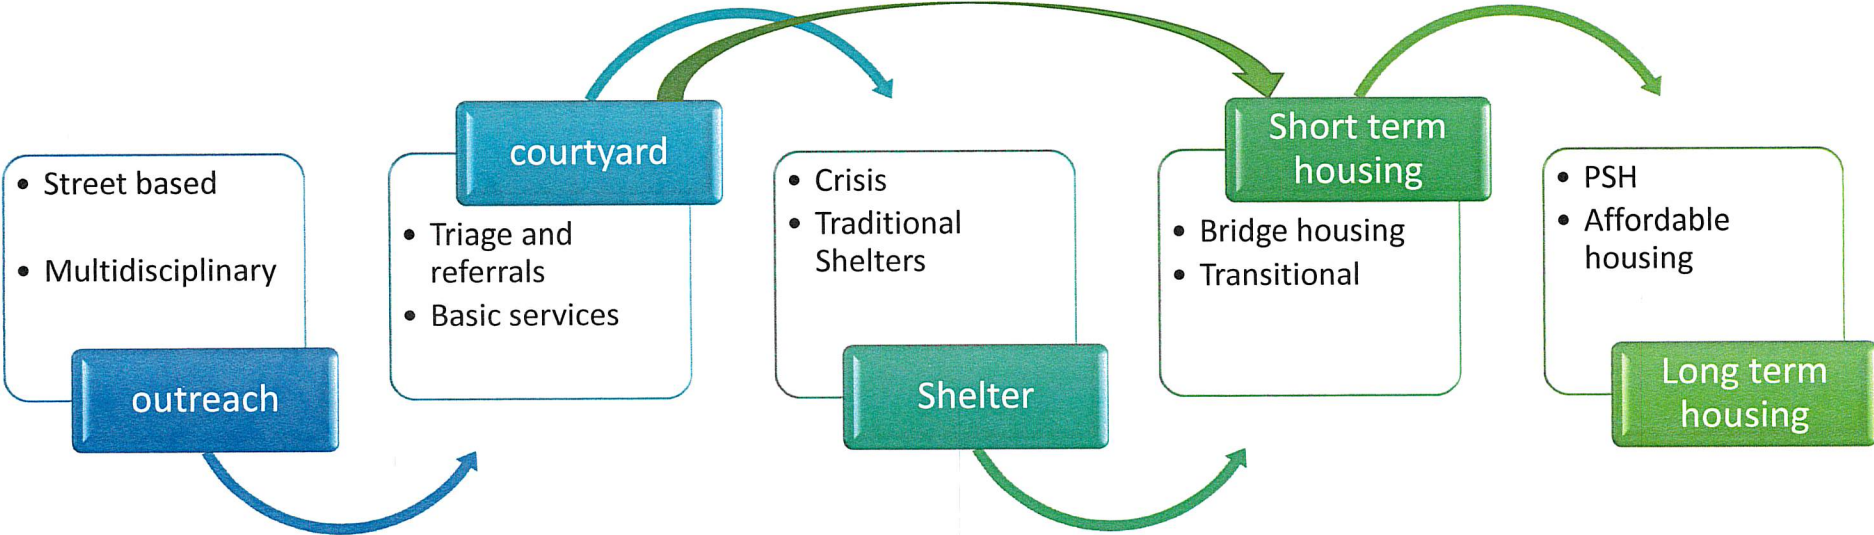 • Street based
• Multidisciplinary
outreach
courtyard
• Triage and
referrals
• Basic services
• Crisis
• Traditional
Shelters
Shelter
Short term
housing
• Bridge housing
• Transitional
• PSH
• Affordable
housing
Long term
housing